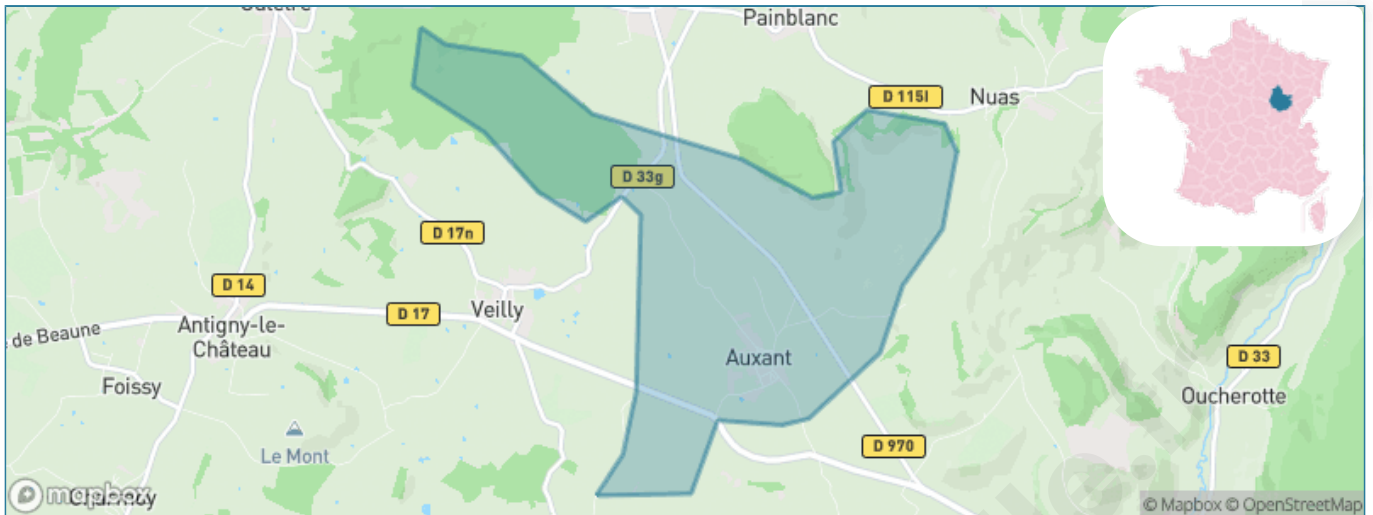 Painblanc
D 115I
Nuas
D 33g
D 17n
D 14
D 17
Veilly
de Beaune
Antigny-le-
Château
Auxant
D 33
Foissy
Oucherotte
D 970
Le Mont
mapbox
© Mapbox © OpenStreetMap